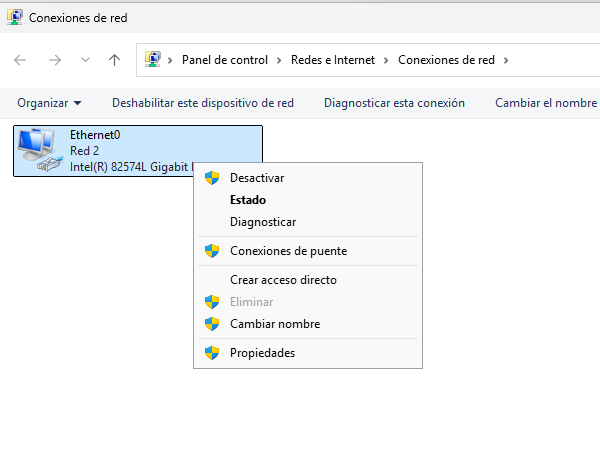 Conexiones de red
Panel de control Redes e Internet Conexiones de red
Organizar Deshabilitar este dispositivo de red Diagnosticar esta conexión Cambiar el nombre
Ethernet0
Red 2
Intel(R) 82574L Gigabit
Desactivar
Estado
Diagnosticar
Conexiones de puente
Crear acceso directo
Eliminar
Cambiar nombre
Propiedades